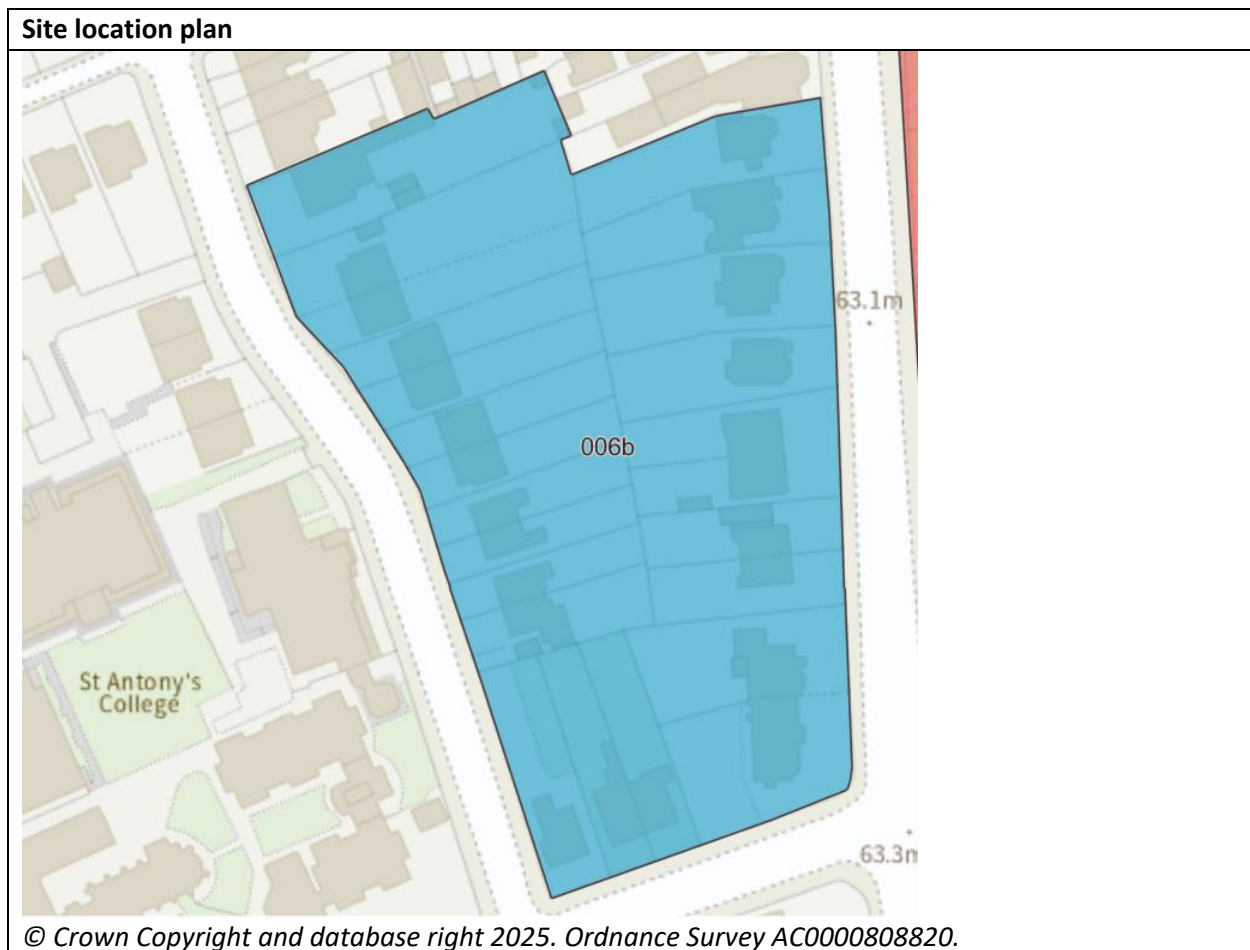 Site location plan
63.1m
006b
St Antony's
College
63.3m
© Crown Copyright and database right 2025. Ordnance Survey AC0000808820.